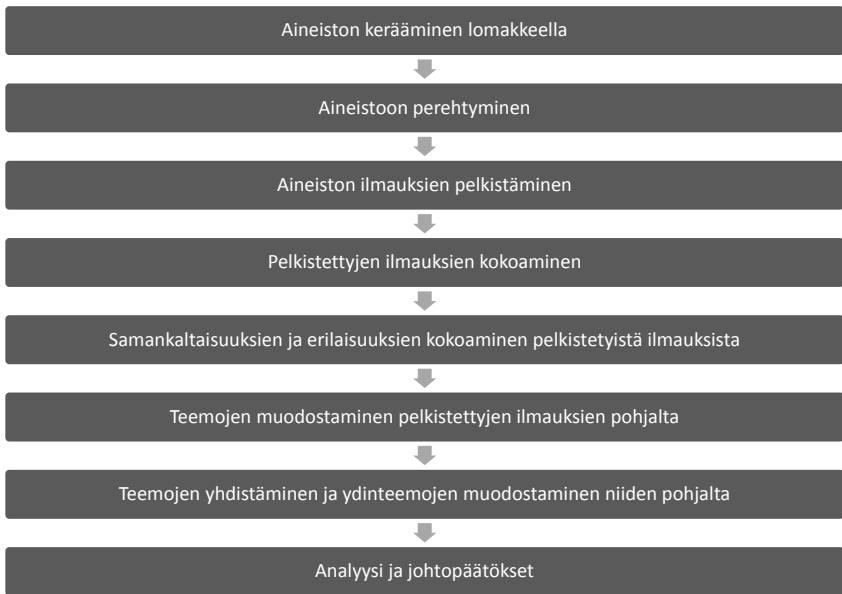 Aineiston kerääminen lomakkeella
Aineistoon perehtyminen
Aineiston ilmauksien pelkistäminen
Pelkistettyjen ilmauksien kokoaminen
Samankaltaisuuksien ja erilaisuuksien kokoaminen pelkistetyistä ilmauksista
Teemojen muodostaminen pelkistettyjen ilmauksien pohjalta
Teemojen yhdistäminen ja ydinteemojen muodostaminen niiden pohjalta
Analyysi ja johtopäätökset